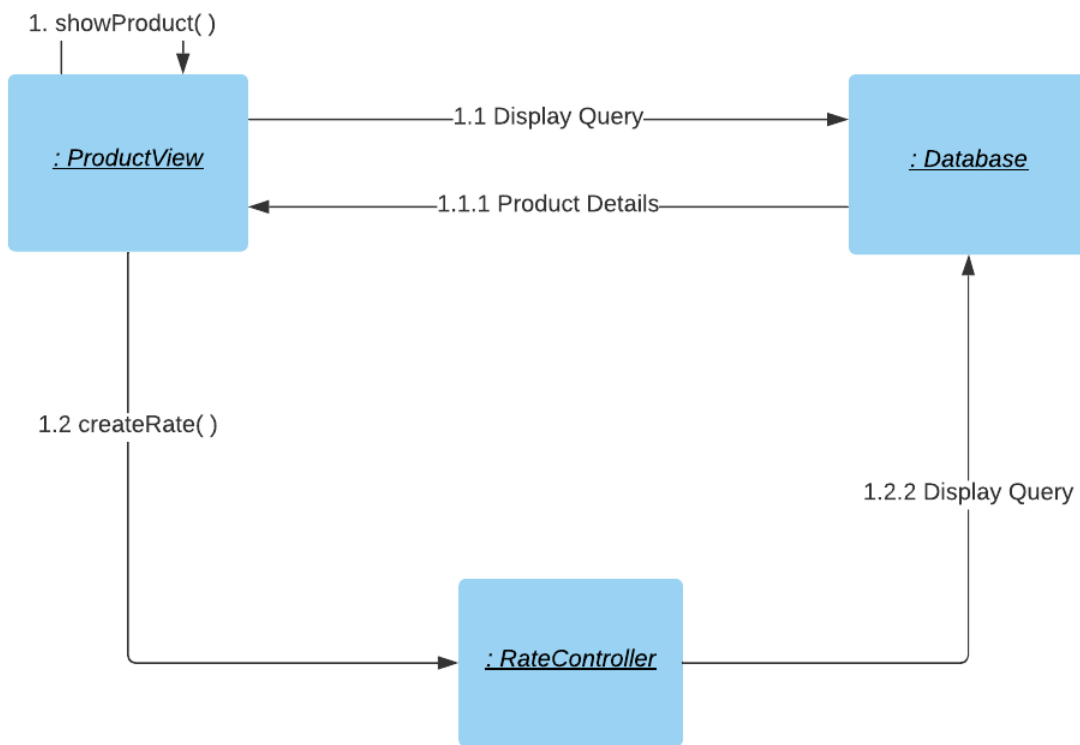 1. showProduct( )
1.1 Display Query
: ProductView
: Database
1.1.1 Product Details
1.2 createRate( )
1.2.2 Display Query
: RateController